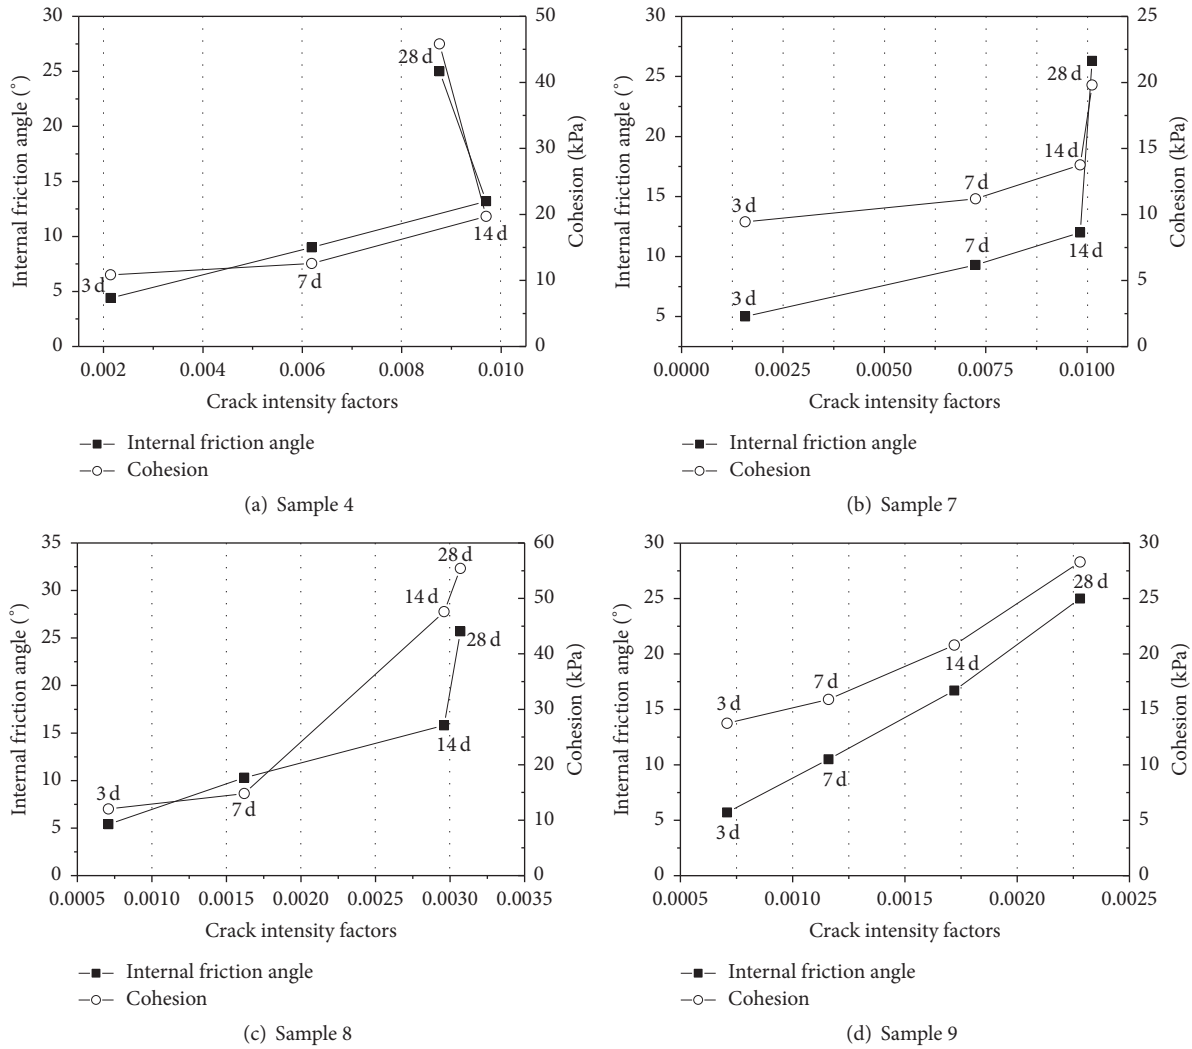 30
25
20
15
10
5
0
Internal friction angle (°)
50
40
30
20
10
0
Cohesion (kPa)
28 d
3 d
7 d
14 d
0.002 0.004 0.006 0.008 0.010
Crack intensity factors
Internal friction angle
Cohesion
(a) Sample 4
30
25
20
15
10
5
Internal friction angle (°)
25
20
15
10
5
0
Cohesion (kPa)
28 d
14 d
7 d
3 d
7 d
14 d
3 d
0.0000 0.0025 0.0050 0.0075 0.0100
Crack intensity factors
Internal friction angle
Cohesion
(b) Sample 7
35
30
25
20
15
10
5
0
Internal friction angle (°)
60
50
40
30
20
10
0
Cohesion (kPa)
28 d
14 d
28 d
14 d
3 d
7 d
0.0005 0.0010 0.0015 0.0020 0.0025 0.0030 0.0035
Crack intensity factors
Internal friction angle
Cohesion
(c) Sample 8
30
25
20
15
10
5
0
Internal friction angle (°)
30
25
20
15
10
5
0
Cohesion (kPa)
28 d
14 d
7 d
3 d
7 d
3 d
0.0005 0.0010 0.0015 0.0020 0.0025
Crack intensity factors
Internal friction angle
Cohesion
(d) Sample 9